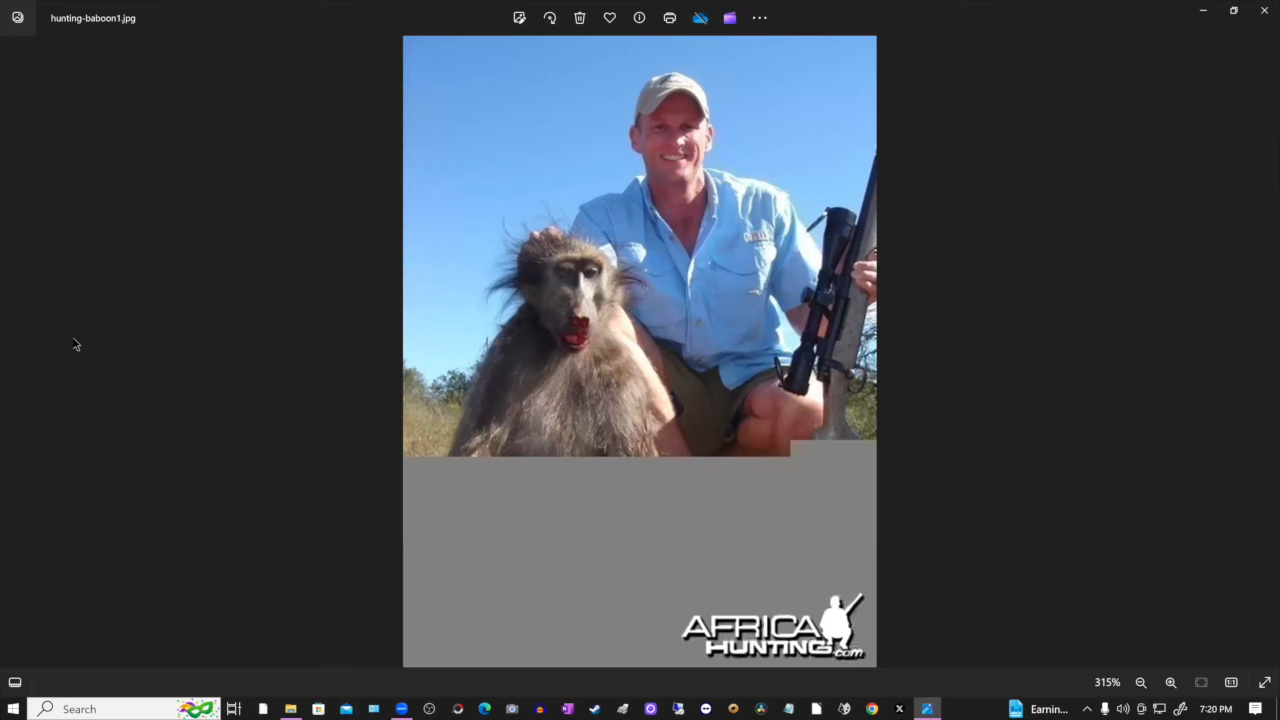 hunting-baboon1.jpg
AFRICA
HUNTING.com
315%
Search
Earnin...
7:20 PM